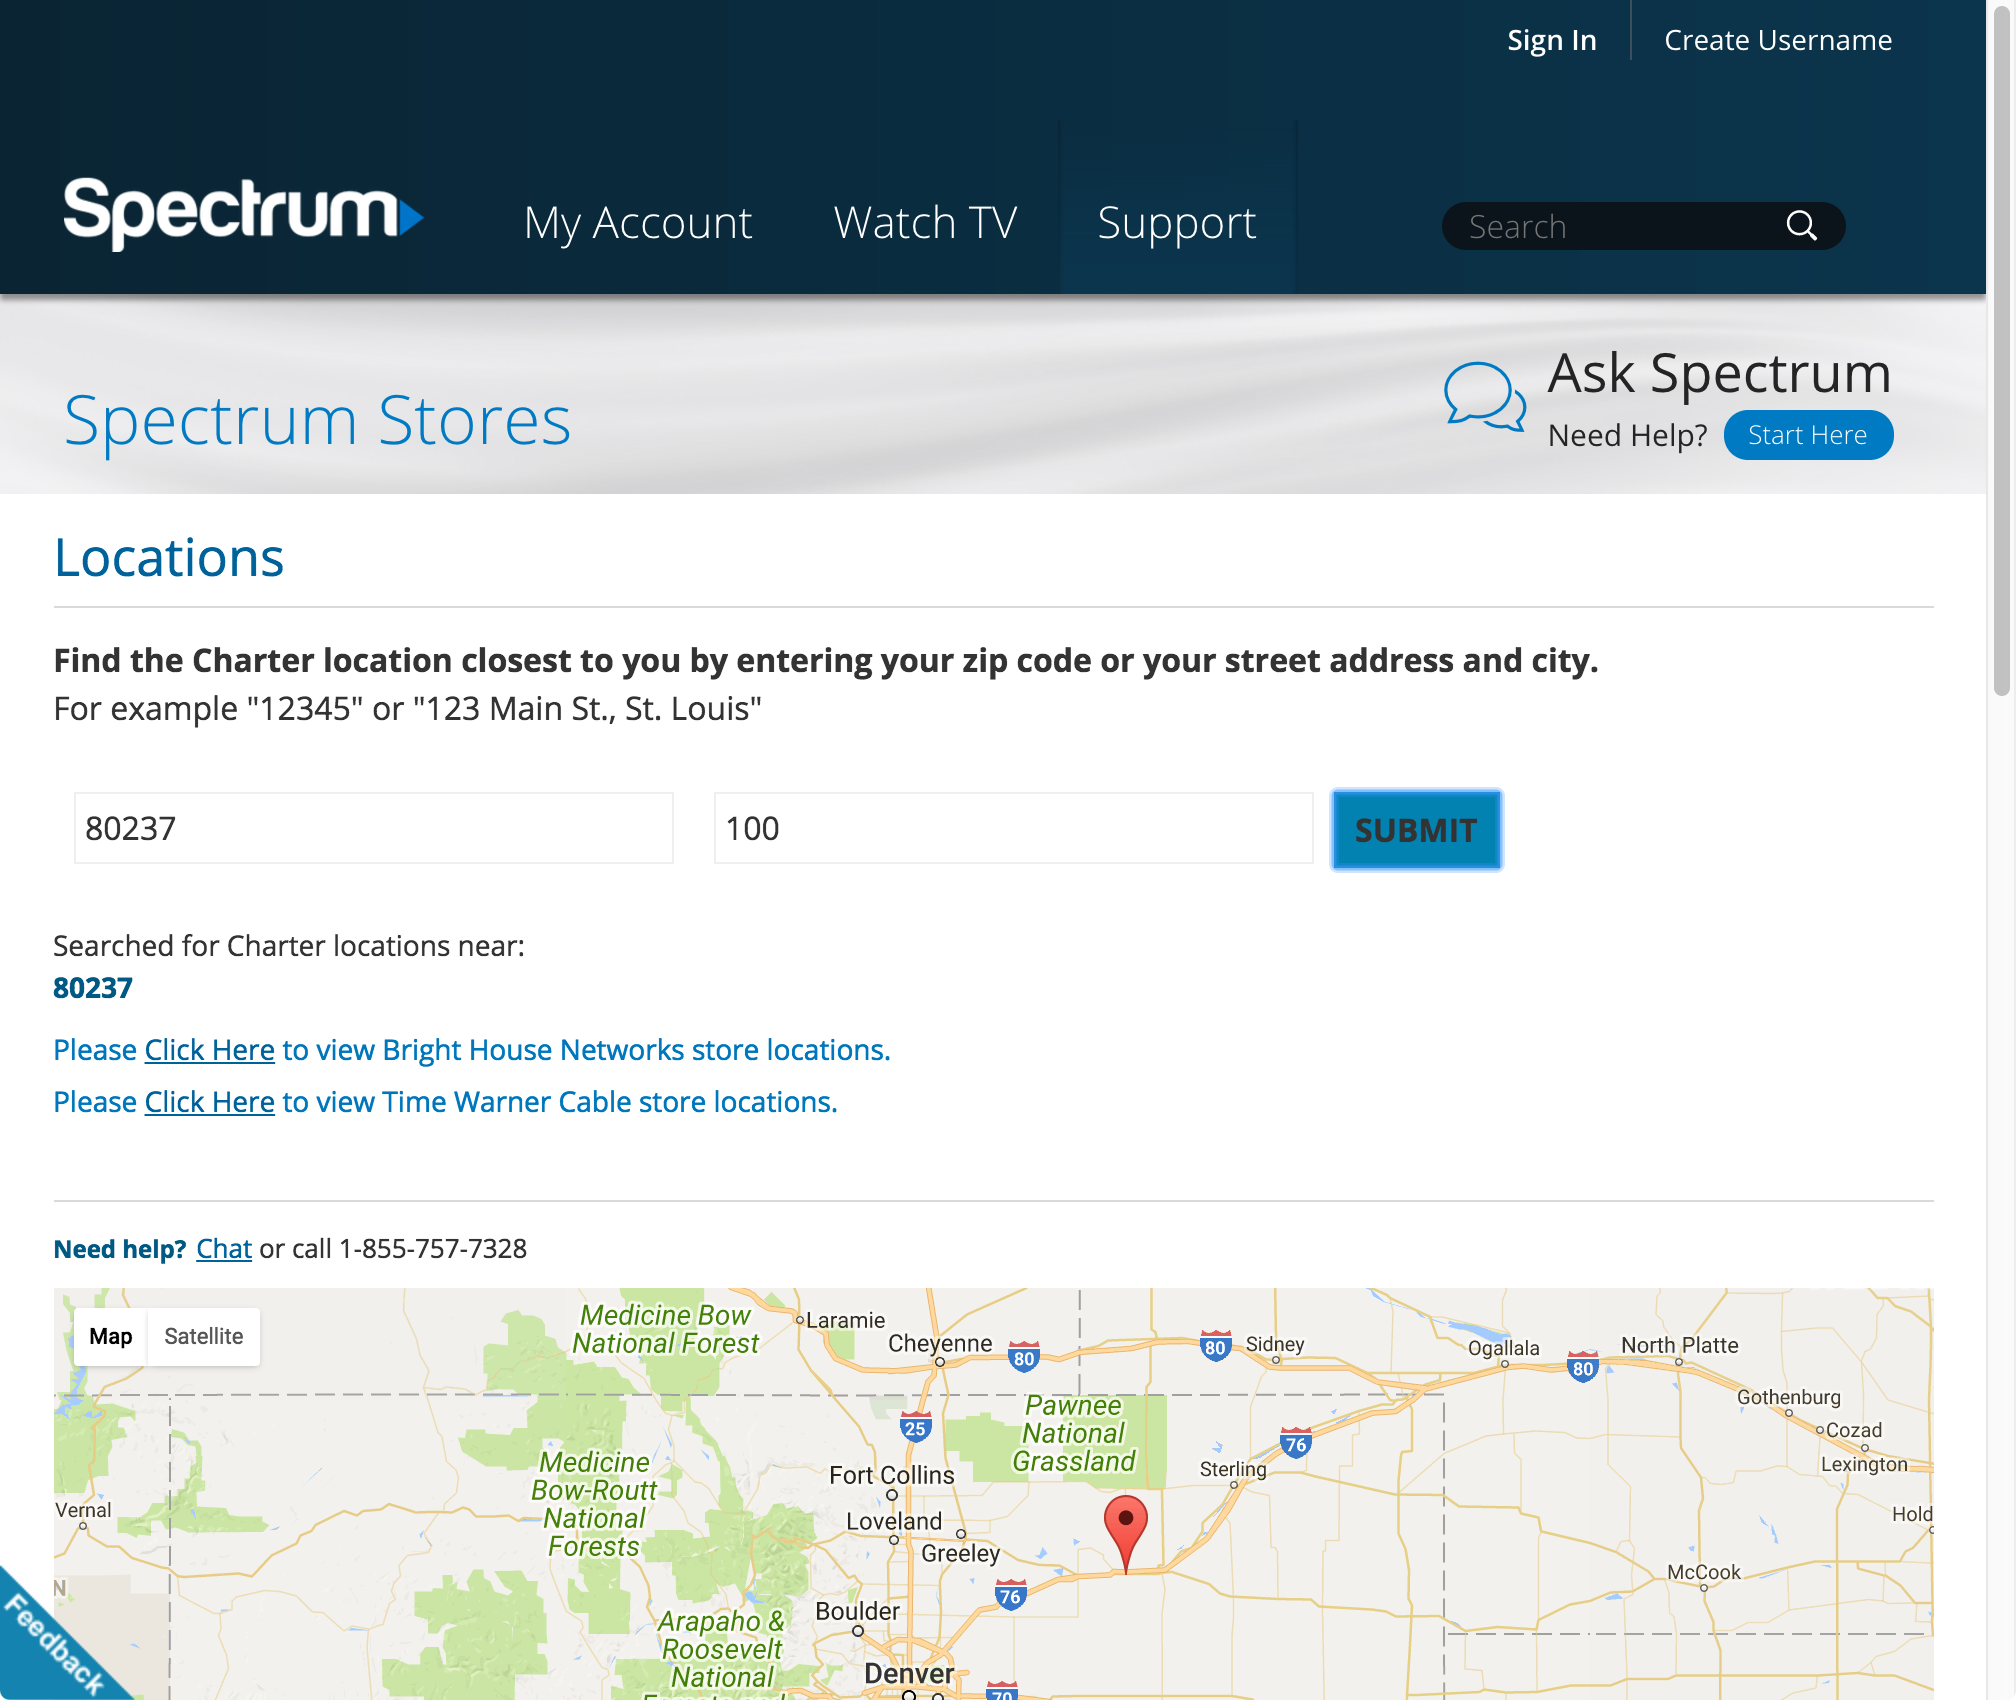 Sign In
Create Username
Spectrum
My Account
Watch TV
Support
Search
Spectrum Stores
Ask Spectrum
Need Help?
Start Here
Locations
Find the Charter location closest to you by entering your zip code or your street address and city.
For example "12345" or "123 Main St., St. Louis"
80237
100
SUBMIT
Searched for Charter locations near:
80237
Please Click Here to view Bright House Networks store locations.
Please Click Here to view Time Warner Cable store locations.
Need help? Chat or call 1-855-757-7328
Map
Satellite
Medicine Bow
National Forest
Laramie
Cheyenne
80
80
Sidney
Ogallala
80
North Platte
Gothenburg
Cozad
Lexington
Hold
25
Pawnee
National
Grassland
76
Sterling
Fort Collins
Medicine
Bow-Routt
National
Forests
Vernal
Loveland
Greeley
McCook
76
Boulder
Arapaho &
Roosevelt
National
Denver
70
N
Feedback